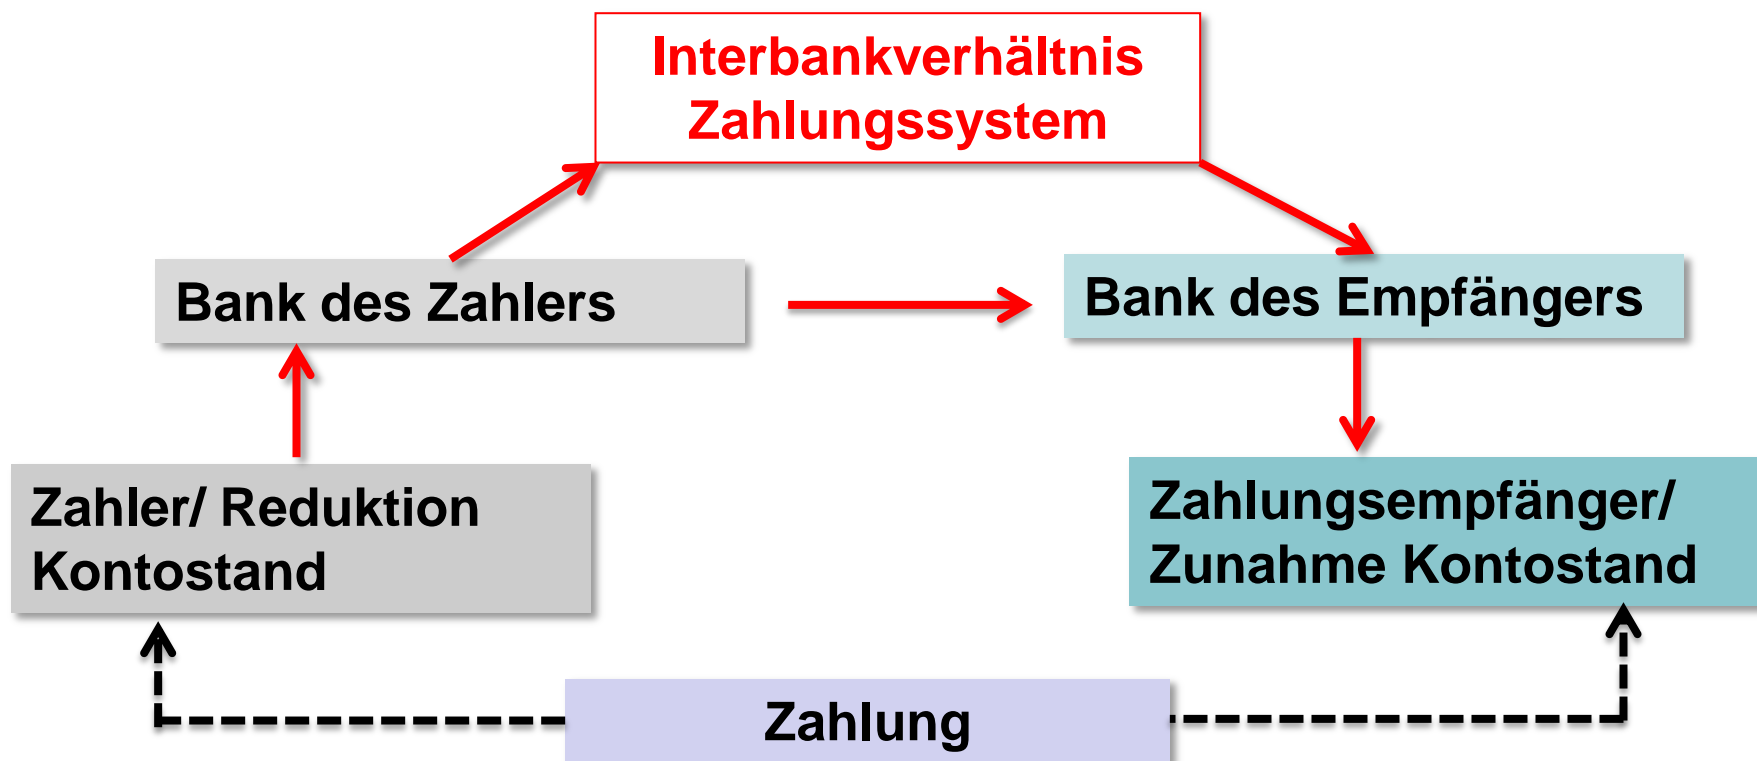 Interbankverhältnis
Zahlungssystem
Bank des Zahlers
Bank des Empfängers
Zahler/ Reduktion
Kontostand
Zahlungsempfänger/
Zunahme Kontostand
Zahlung